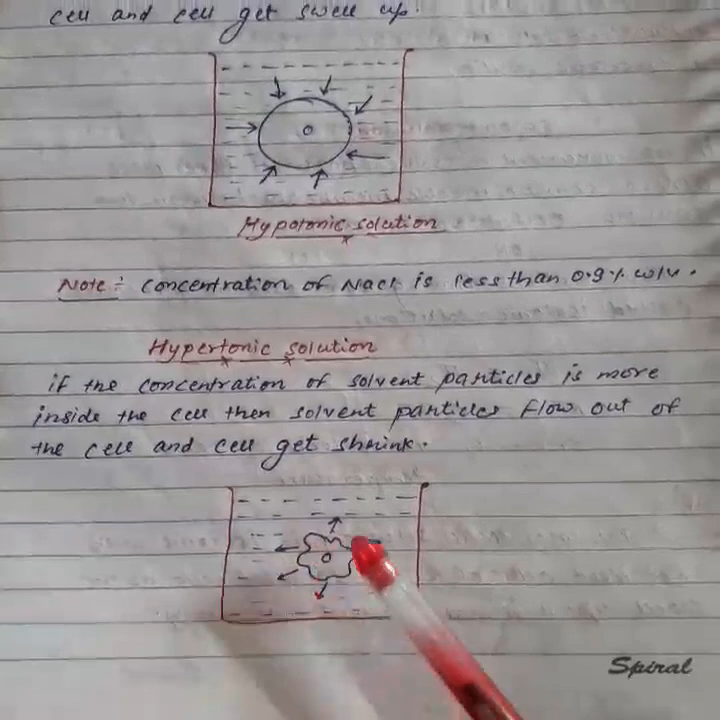 cell and cell get swell up.
Hypotonic solution
Note:- concentration of NaCl is less than 0.9% w/v.
Hypertonic solution
if the concentration of solvent particles is more
inside the cell then solvent particles flow out of
the cell and cell get shrink.
Spiral